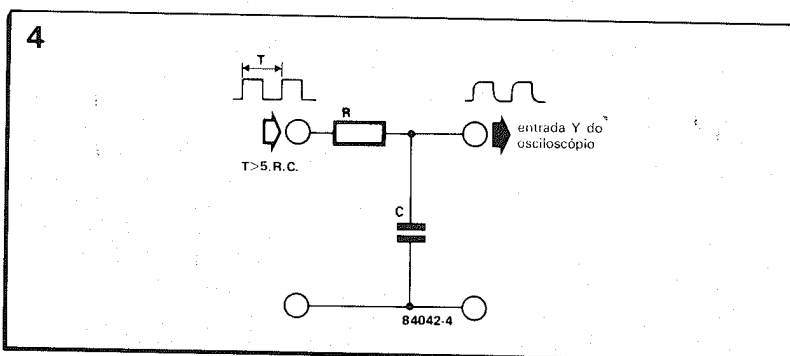 4
T
R
entrada Y do
osciloscópio
T>5.R.C.
C
84042-4